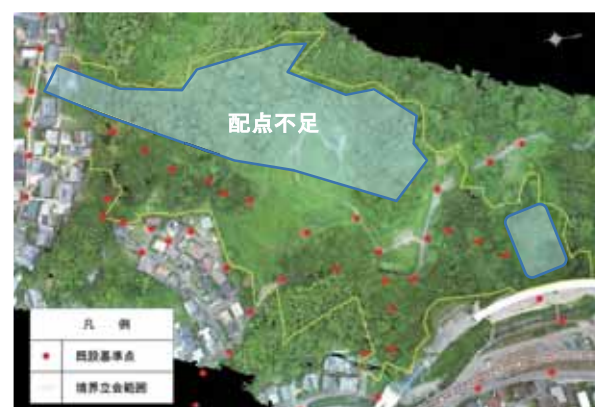 配点不足
凡 例
既設基準点
境界立会範囲